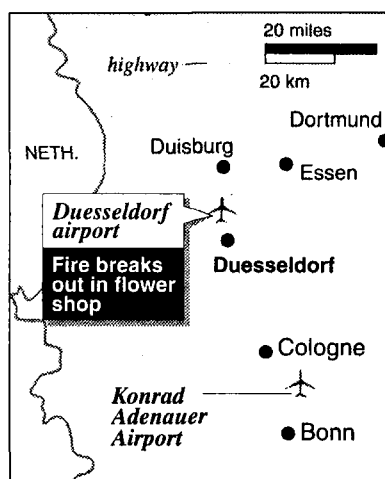 20 miles
highway
20 km
Dortmund
NETH.
Duisburg
Essen
Duesseldorf
airport
Fire breaks
out in flower
shop
Duesseldorf
Cologne
Konrad
Adenauer
Airport
Bonn